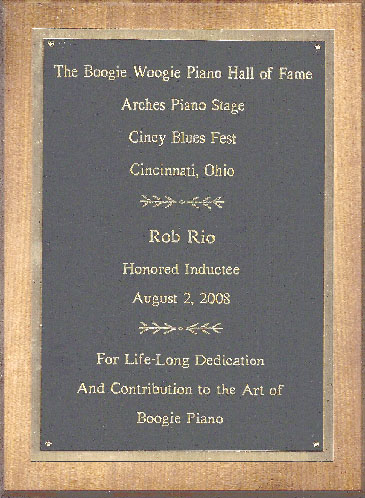 The Boogie Woogie Piano Hall of Fame
Arches Piano Stage
Cincy Blues Fest
Cincinnati, Ohio
Rob Rio
Honored Inductee
August 2, 2008
For Life-Long Dedication
And Contribution to the Art of
Boogie Piano